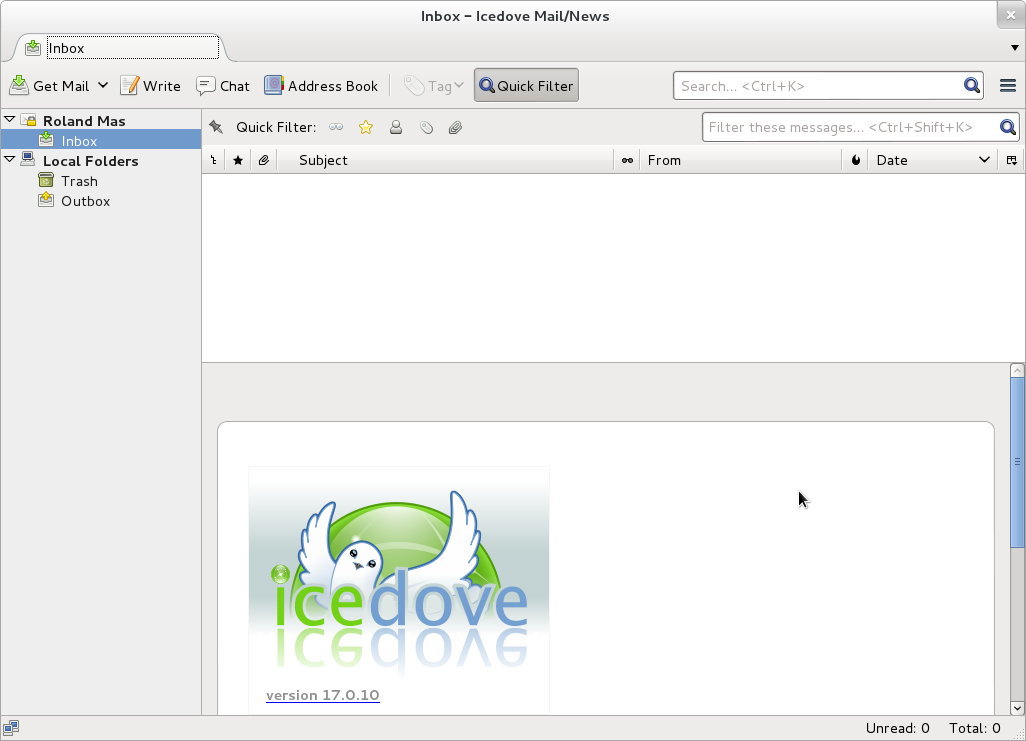 Inbox – Icedove Mail/News
Inbox
Get Mail Write Chat Address Book Tag Quick Filter Search... <Ctrl+K>
Roland Mas
Inbox
Local Folders
Trash
Outbox
Quick Filter: Filter these messages... <Ctrl+Shift+K>
Subject From Date
icedove
version 17.0.10
Unread: 0 Total: 0